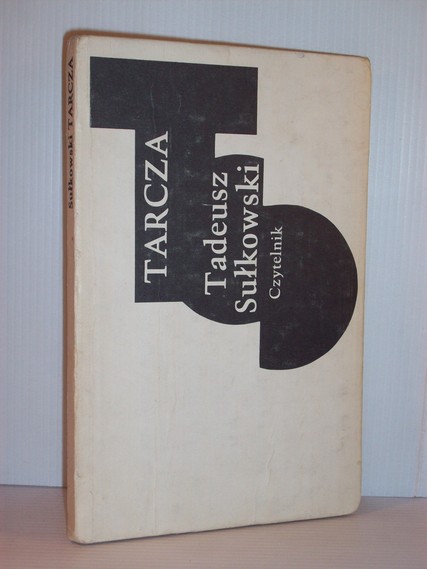 Sułkowski TARCZA
TARCZA
Tadeusz
Sułkowski
Czytelnik